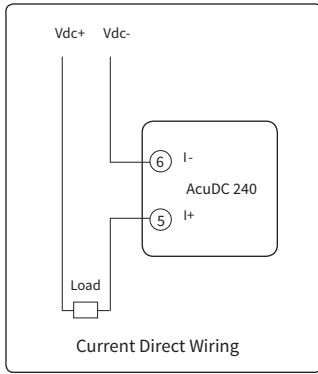 Vdc+ Vdc-
6 I-
AcuDC 240
5 I+
Load
Current Direct Wiring